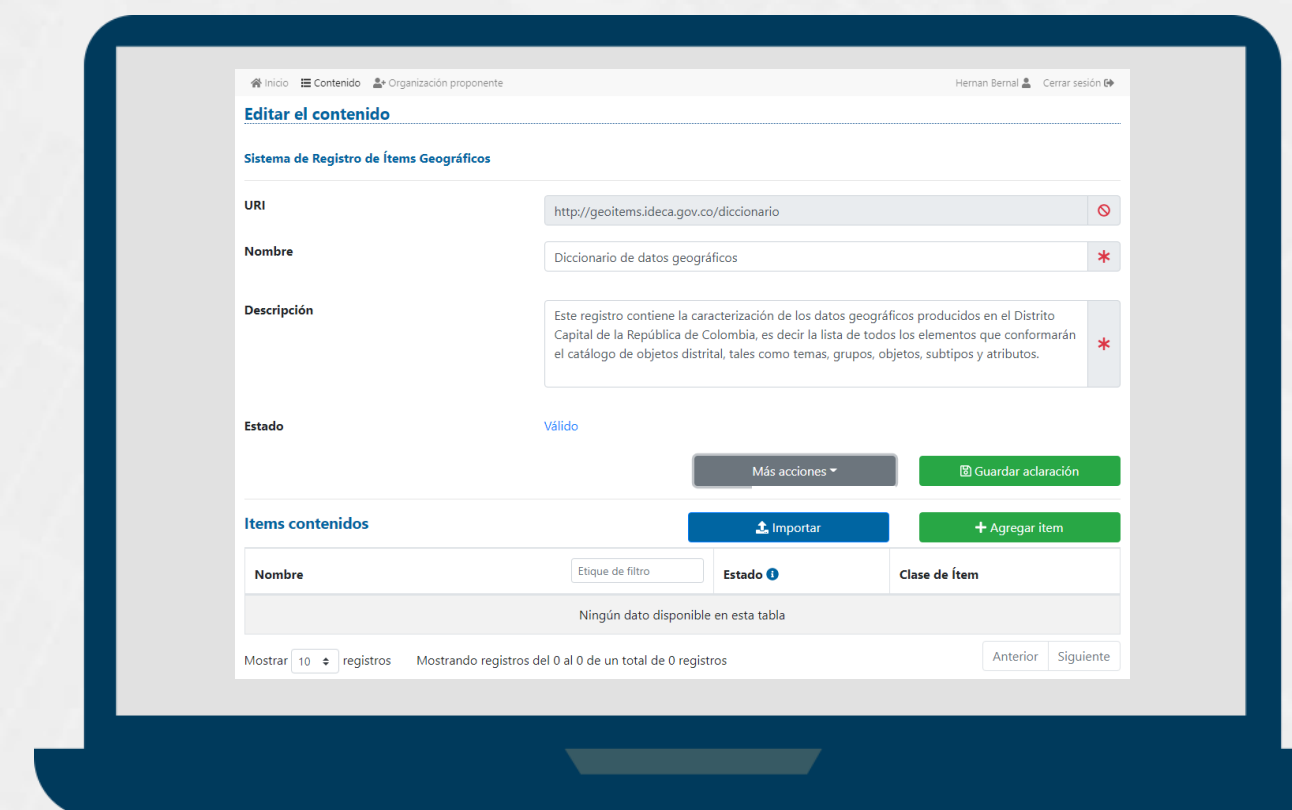 Inicio Contenido Organización proponente Hernan Bernal Cerrar sesión
Editar el contenido
Sistema de Registro de Ítems Geográficos
URI http://geoitems.ideca.gov.co/diccionario
Nombre Diccionario de datos geográficos
Descripción Este registro contiene la caracterización de los datos geográficos producidos en el Distrito
Capital de la República de Colombia, es decir la lista de todos los elementos que conformarán
el catálogo de objetos distrital, tales como temas, grupos, objetos, subtipos y atributos.
Estado Válido
Más acciones Guardar aclaración
Items contenidos Importar Agregar item
Nombre Etique de filtro Estado Clase de Ítem
Ningún dato disponible en esta tabla
Mostrar 10 registros Mostrando registros del 0 al 0 de un total de 0 registros Anterior Siguiente